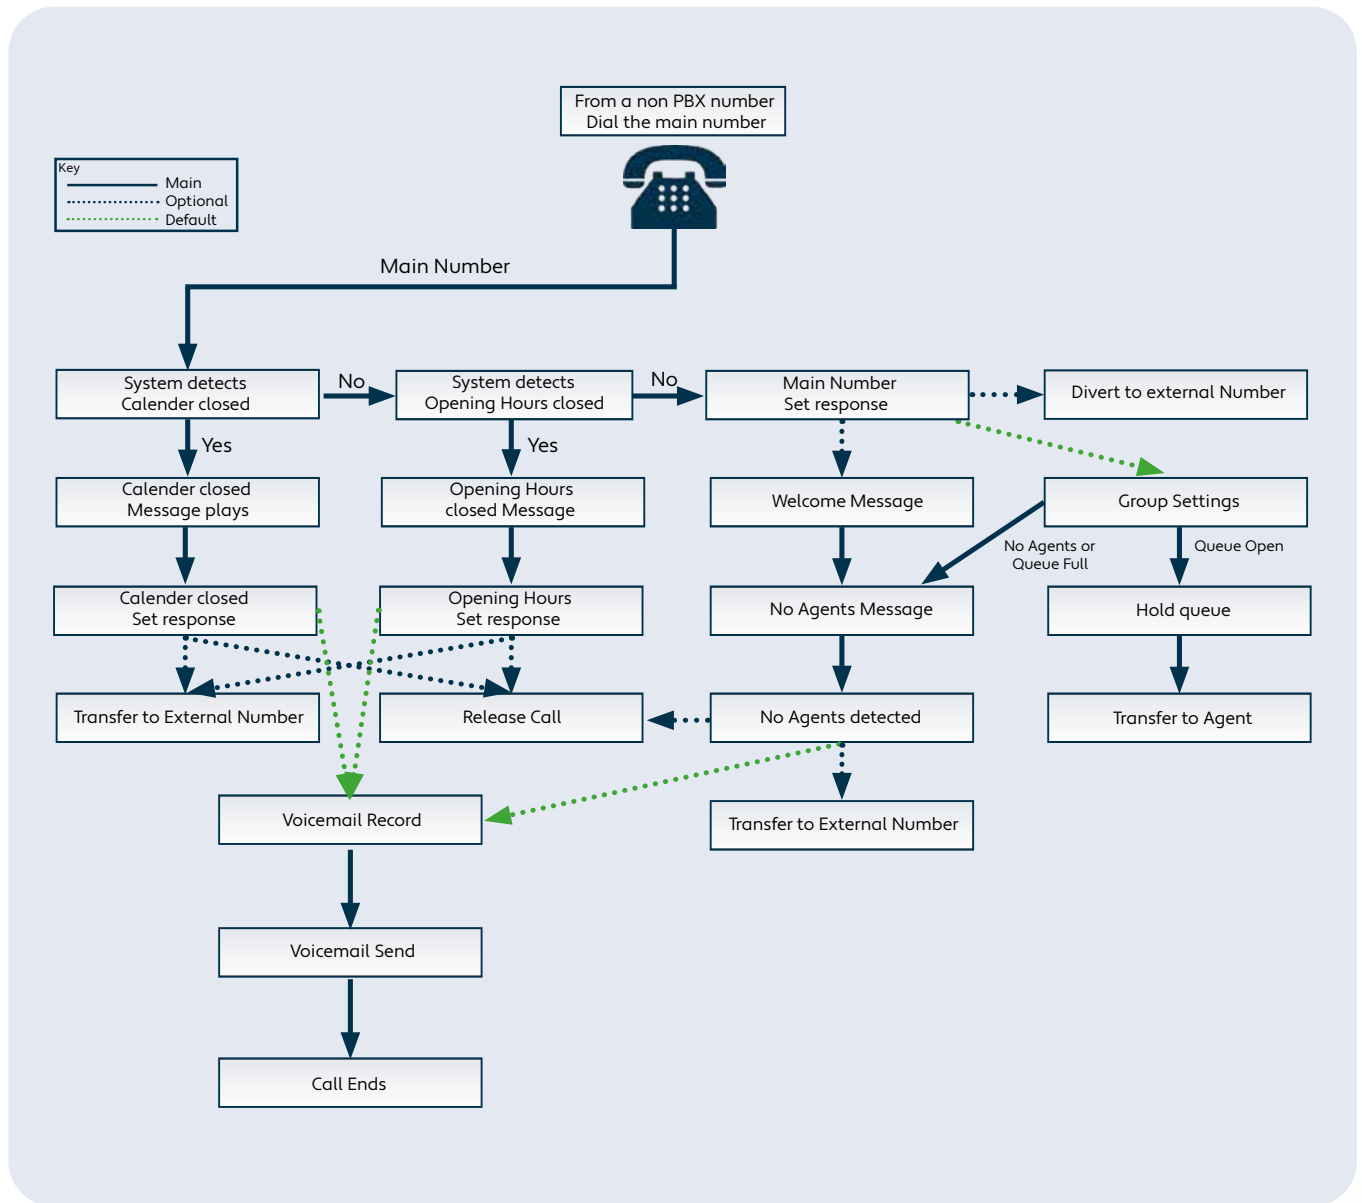 From a non PBX number
Dial the main number
Key
Main
Optional
Default
Main Number
System detects
Calender closed
No
System detects
Opening Hours closed
No
Main Number
Set response
Divert to external Number
Yes
Yes
Calender closed
Message plays
Opening Hours
closed Message
Welcome Message
Group Settings
No Agents or
Queue Full
Queue Open
Calender closed
Set response
Opening Hours
Set response
No Agents Message
Hold queue
Transfer to External Number
Release Call
No Agents detected
Transfer to Agent
Voicemail Record
Transfer to External Number
Voicemail Send
Call Ends